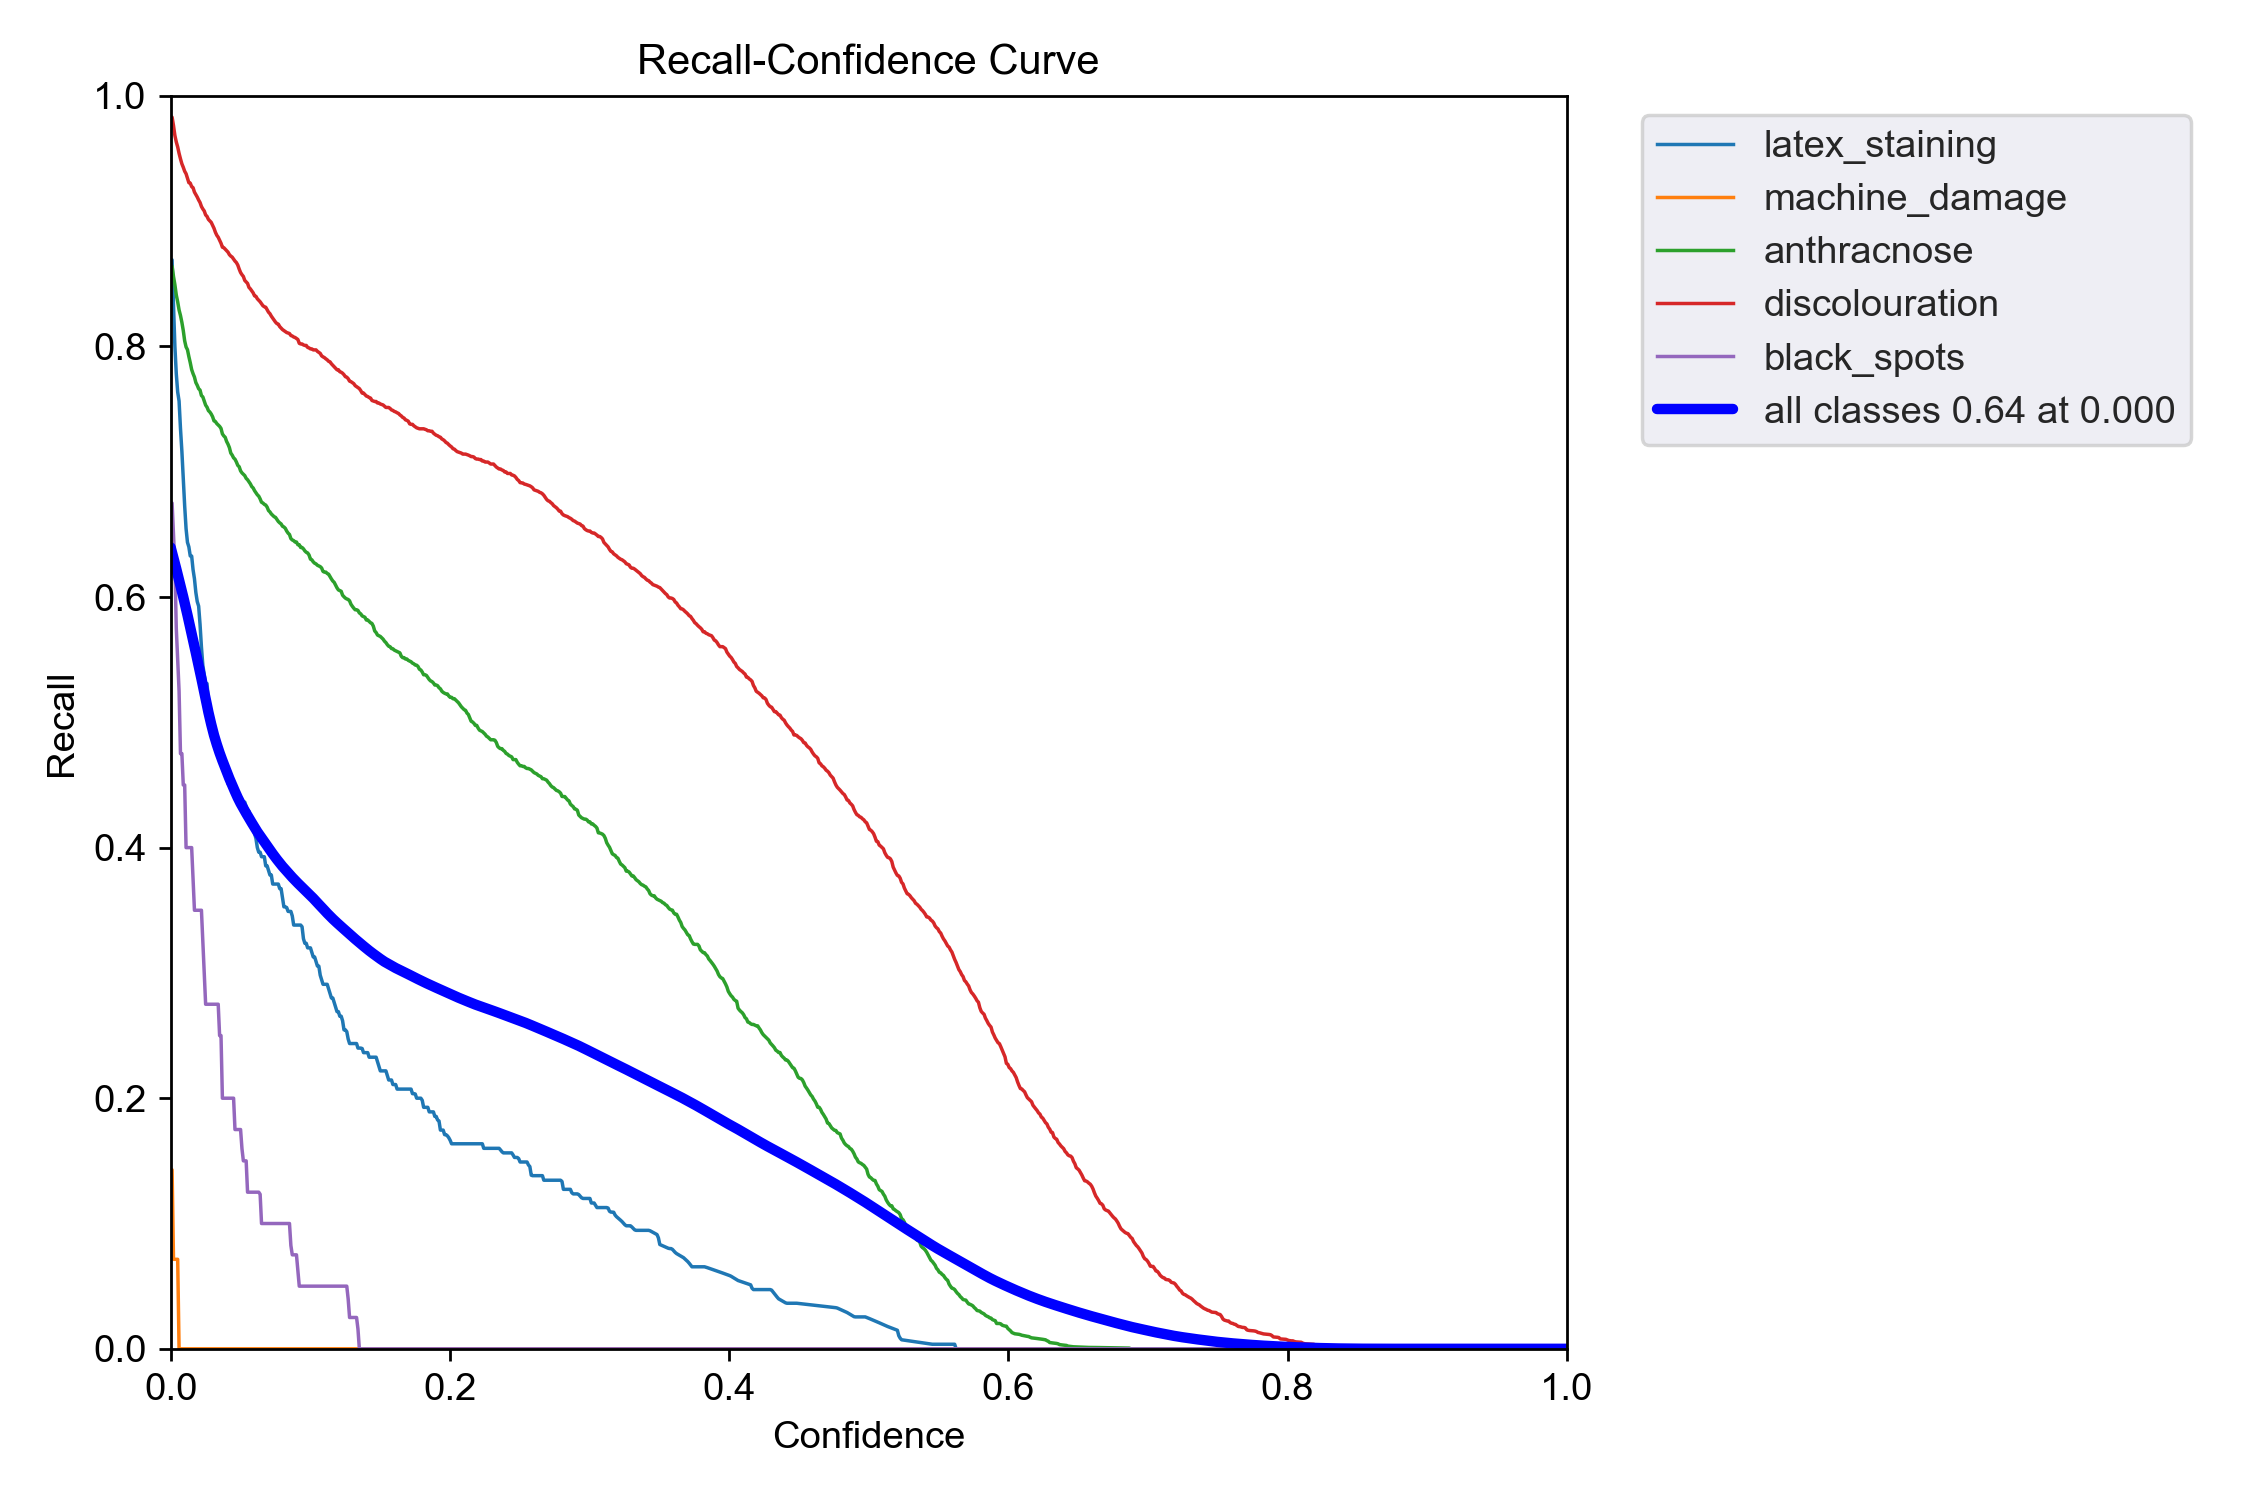 Recall-Confidence Curve
1.0
0.8
0.6
0.4
0.2
0.0
Recall
0.0 0.2 0.4 0.6 0.8 1.0
Confidence
latex_staining
machine_damage
anthracnose
discolouration
black_spots
all classes 0.64 at 0.000